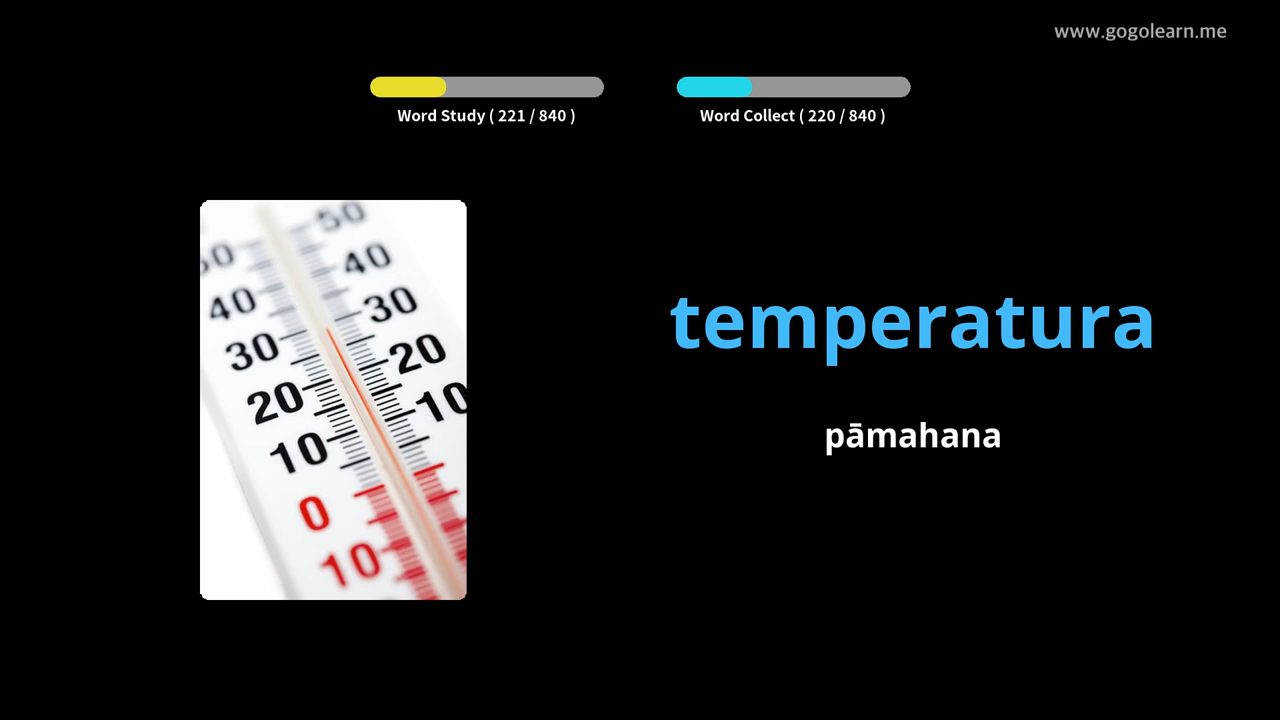 www.gogolearn.me
Word Study ( 221 / 840 )
Word Collect ( 220 / 840 )
50
40
30
20
10
40
30
20
10
0
10
temperatura
pāmahana